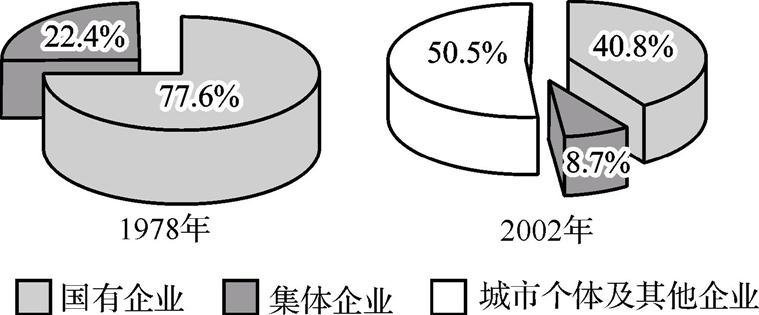 22.4%
77.6%
50.5%
40.8%
8.7%
1978年
2002年
国有企业
集体企业
城市个体及其他企业